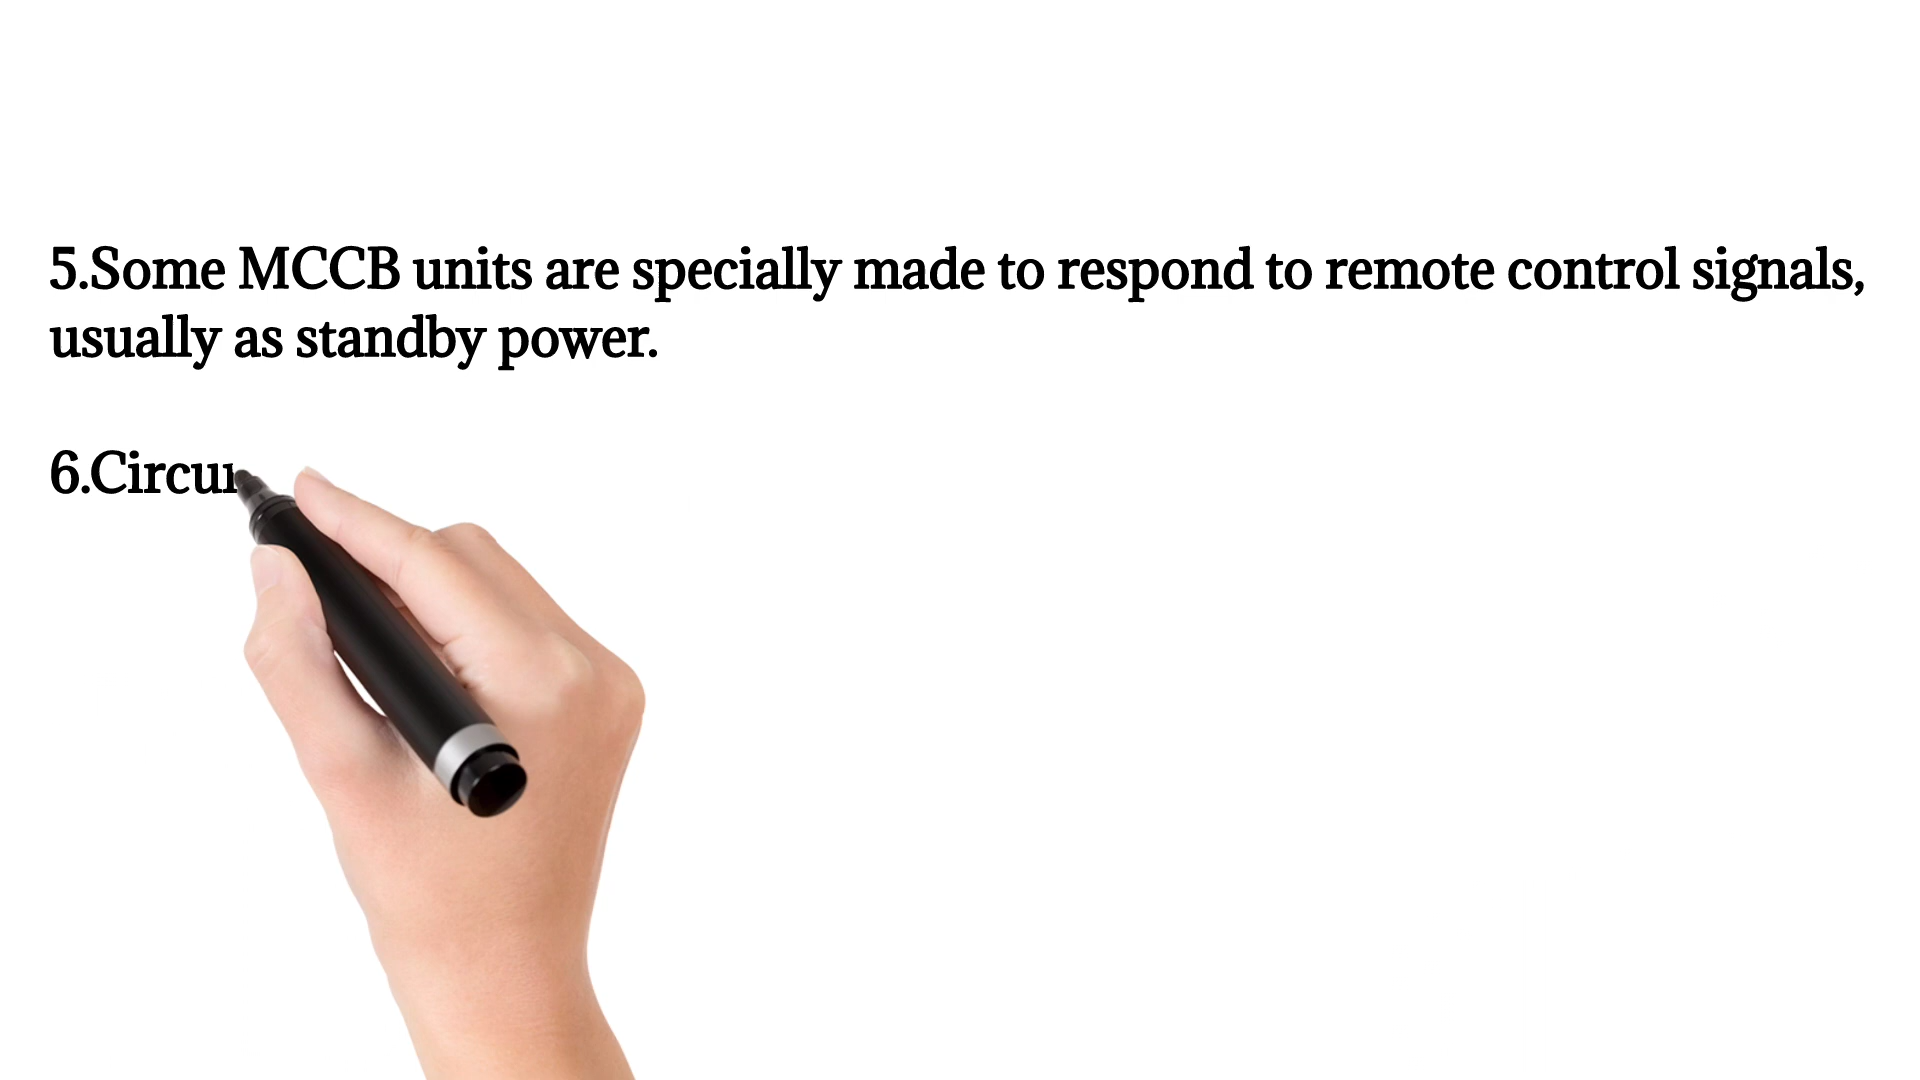 5.Some MCCB units are specially made to respond to remote control signals,
usually as standby power.
6.Circu